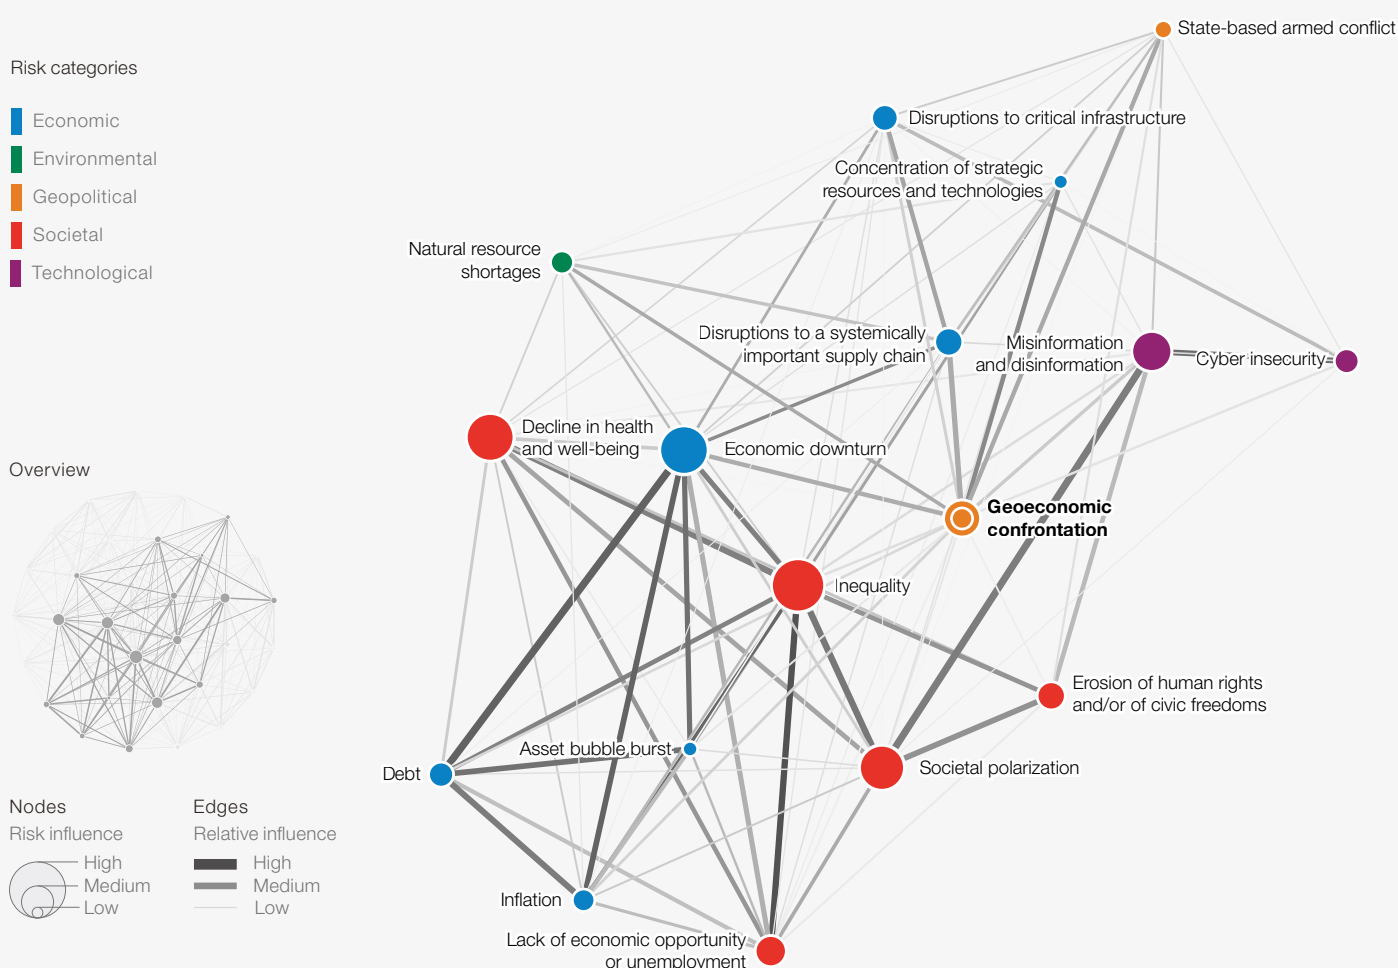 State-based armed conflict
Risk categories
Economic
Environmental
Geopolitical
Societal
Technological
Disruptions to critical infrastructure
Concentration of strategic
resources and technologies
Natural resource
shortages
Disruptions to a systemically
important supply chain
Misinformation
and disinformation
Cyber insecurity
Decline in health
and well-being
Economic downturn
Geoeconomic
confrontation
Inequality
Erosion of human rights
and/or of civic freedoms
Societal polarization
Asset bubble burst
Debt
Inflation
Lack of economic opportunity
or unemployment
Overview
Nodes
Risk influence
High
Medium
Low
Edges
Relative influence
High
Medium
Low